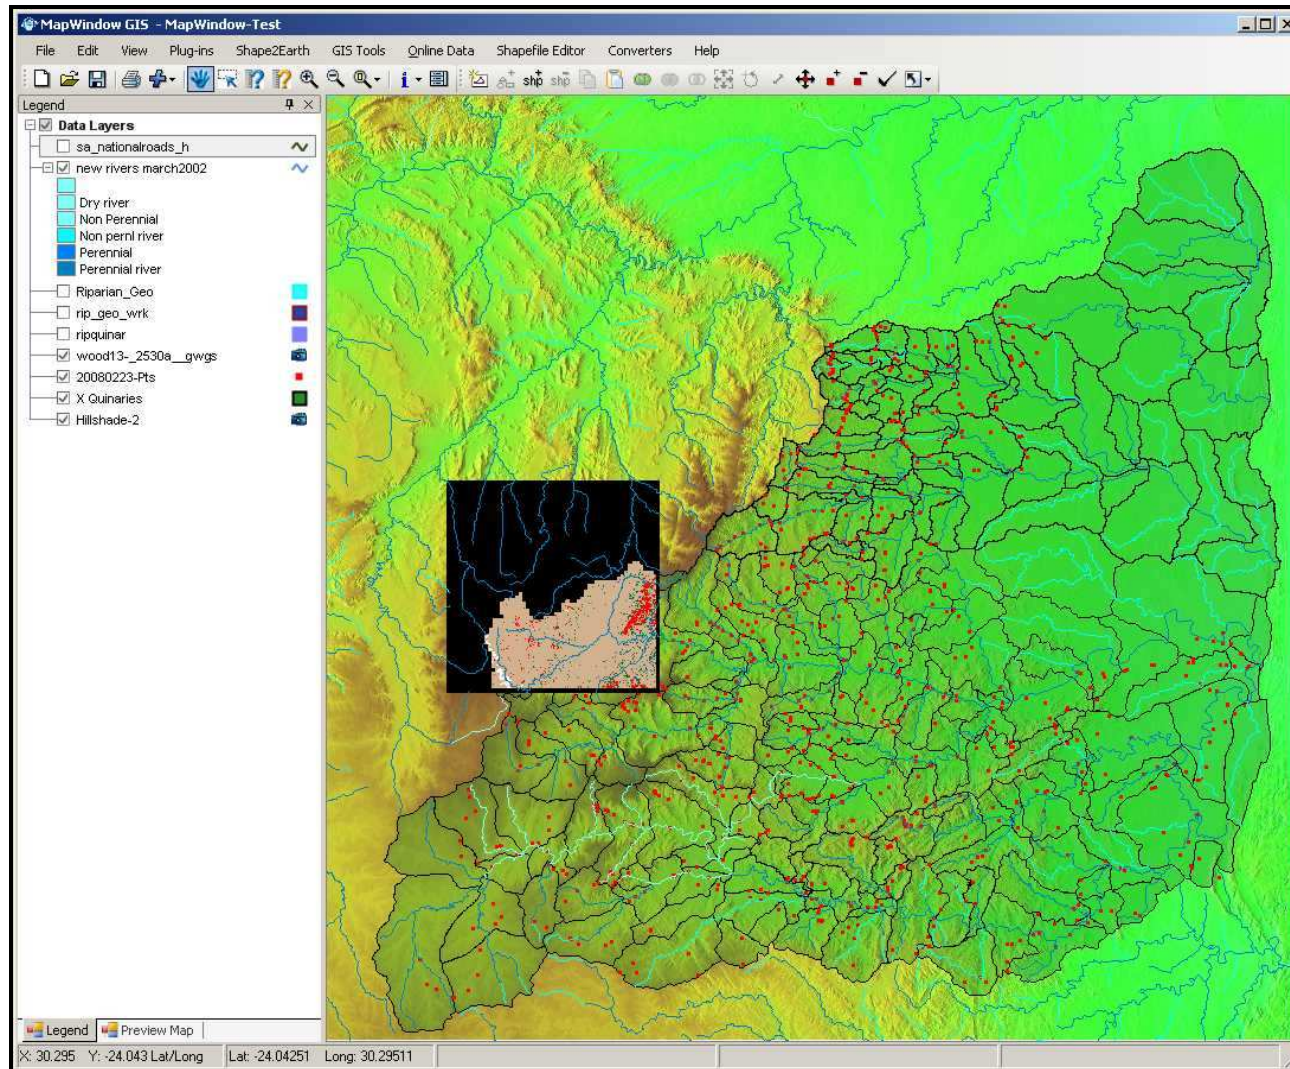 MapWindow GIS - MapWindow-Test
File Edit View Plug-ins Shape2Earth GIS Tools Online Data Shapefile Editor Converters Help
shp shp
Legend
Data Layers
sa_nationalroads_h
new rivers march2002
Dry river
Non Perennial
Non pernl river
Perennial
Perennial river
Riparian_Geo
rip_geo_wrk
ripquinar
wood13-_2530a__gwgs
20080223-Pts
X Quinaries
Hillshade-2
Legend Preview Map
X: 30.295 Y: -24.043 Lat/Long Lat: -24.04251 Long: 30.29511